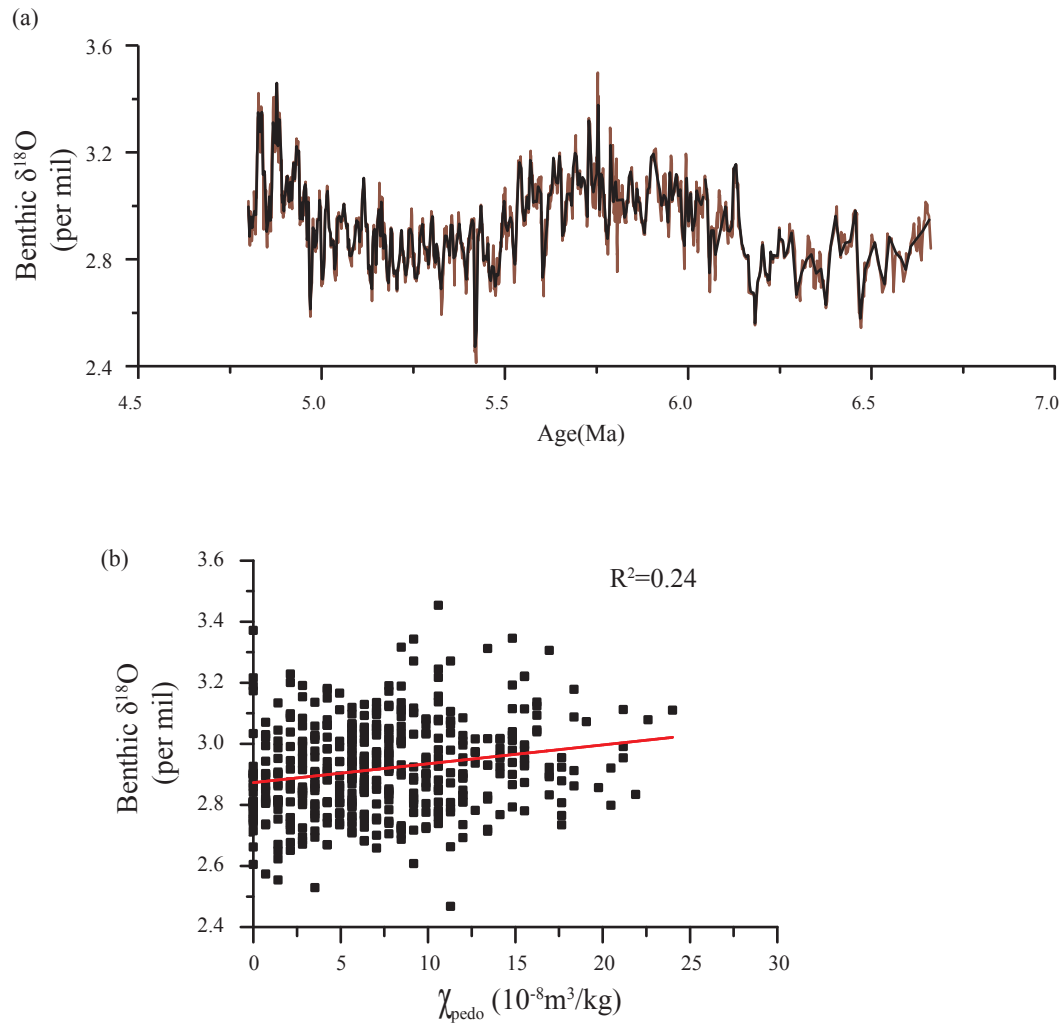 (a)
3.6
3.2
2.8
2.4
Benthic δ¹⁸O
(per mil)
4.5 5.0 5.5 6.0 6.5 7.0
Age(Ma)
(b)
R²=0.24
3.6
3.4
3.2
3.0
2.8
2.6
2.4
Benthic δ¹⁸O
(per mil)
0 5 10 15 20 25 30
χpedo (10⁻⁸m³/kg)